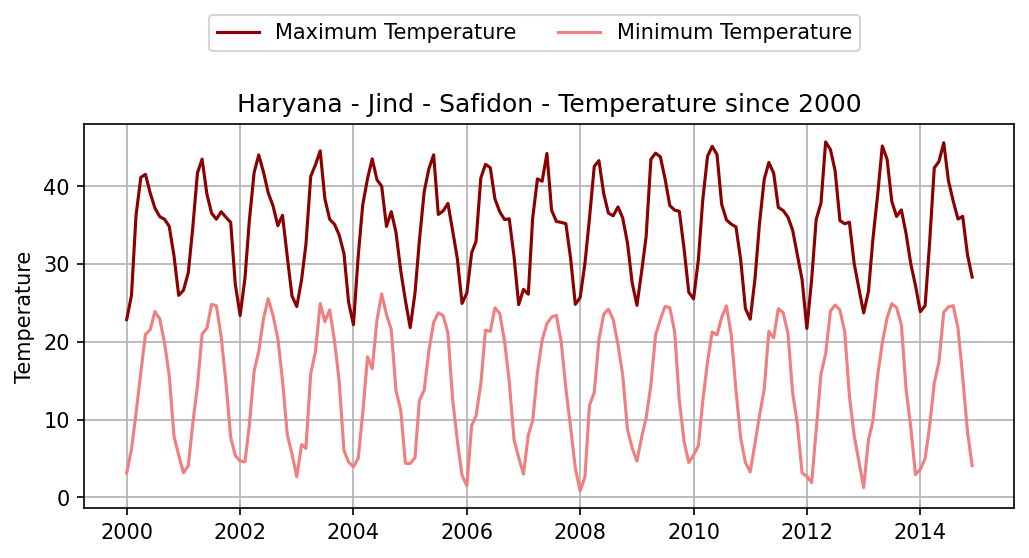 Maximum Temperature Minimum Temperature
Haryana - Jind - Safidon - Temperature since 2000
Temperature
40
30
20
10
0
2000 2002 2004 2006 2008 2010 2012 2014